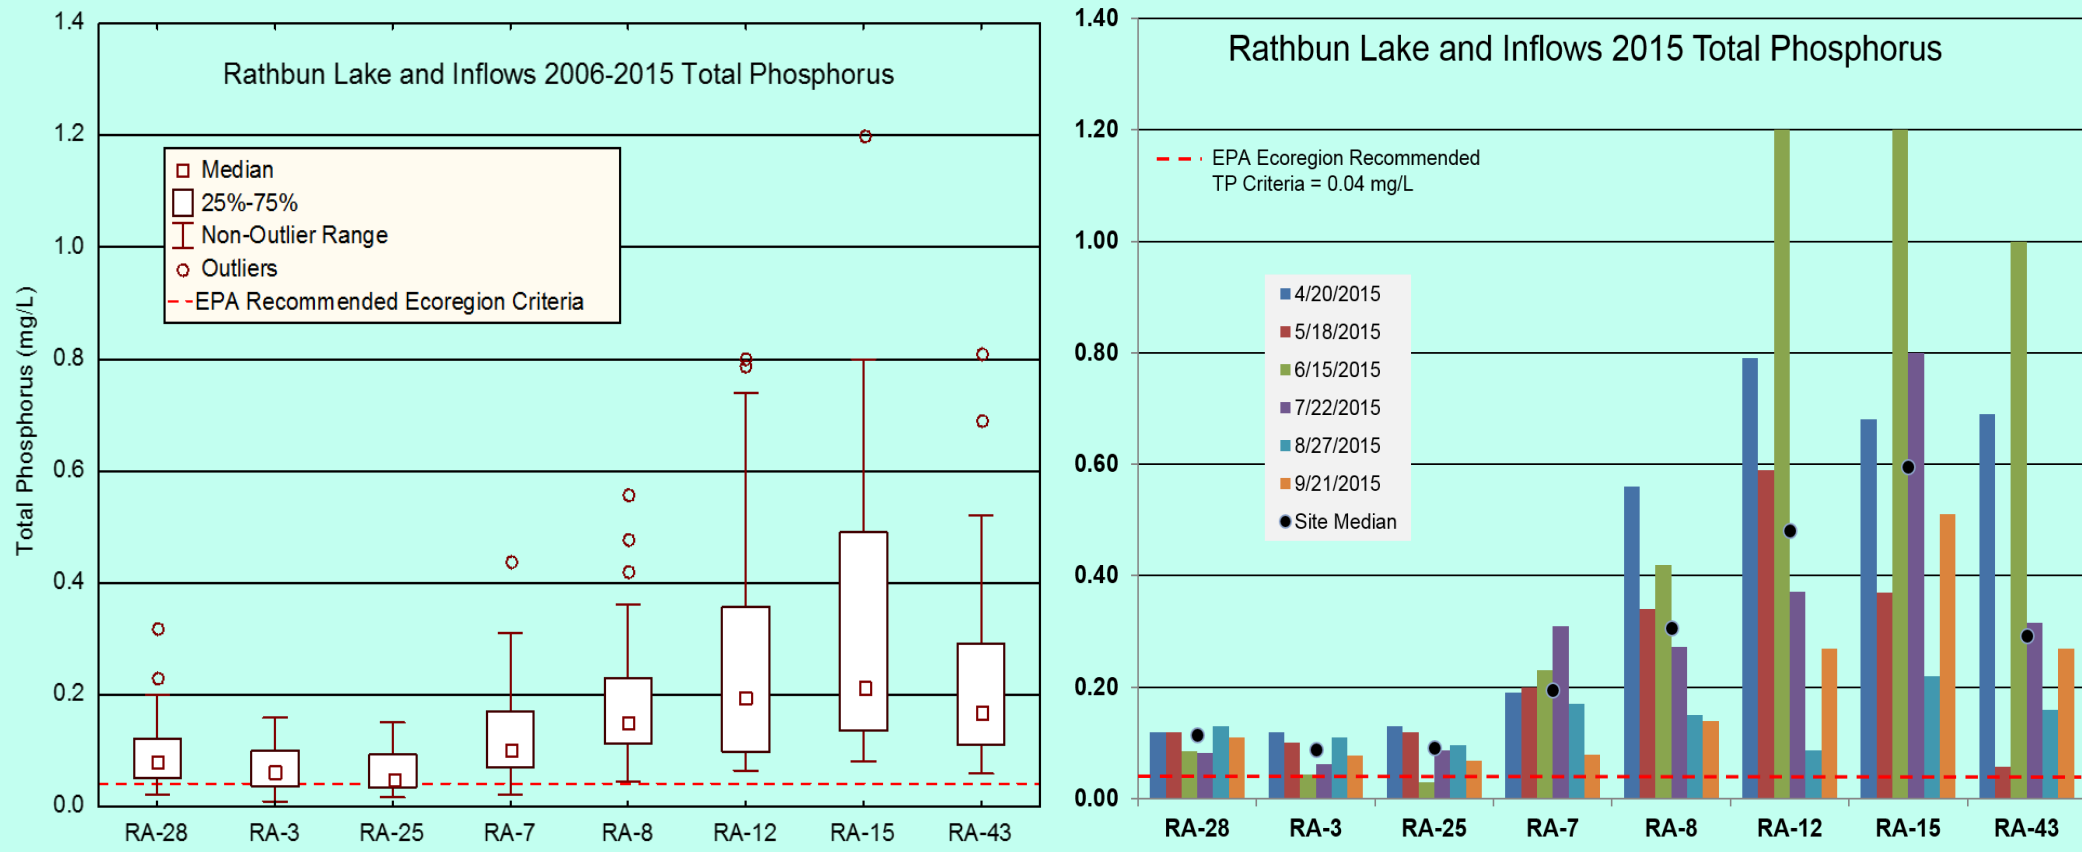 Rathbun Lake and Inflows 2006-2015 Total Phosphorus
Total Phosphorus (mg/L)
1.4
1.2
1.0
0.8
0.6
0.4
0.2
0.0
Median
25%-75%
Non-Outlier Range
Outliers
EPA Recommended Ecoregion Criteria
RA-28 RA-3 RA-25 RA-7 RA-8 RA-12 RA-15 RA-43
Rathbun Lake and Inflows 2015 Total Phosphorus
1.40
1.20
1.00
0.80
0.60
0.40
0.20
0.00
EPA Ecoregion Recommended
TP Criteria = 0.04 mg/L
4/20/2015
5/18/2015
6/15/2015
7/22/2015
8/27/2015
9/21/2015
Site Median
RA-28 RA-3 RA-25 RA-7 RA-8 RA-12 RA-15 RA-43